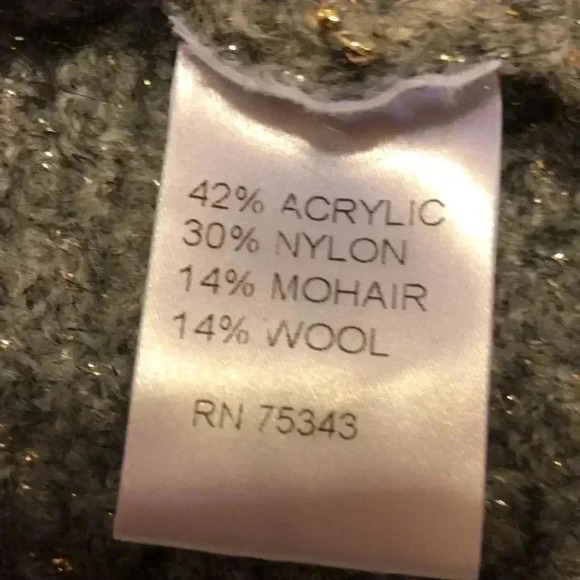 42% ACRYLIC
30% NYLON
14% MOHAIR
14% WOOL
RN 75343